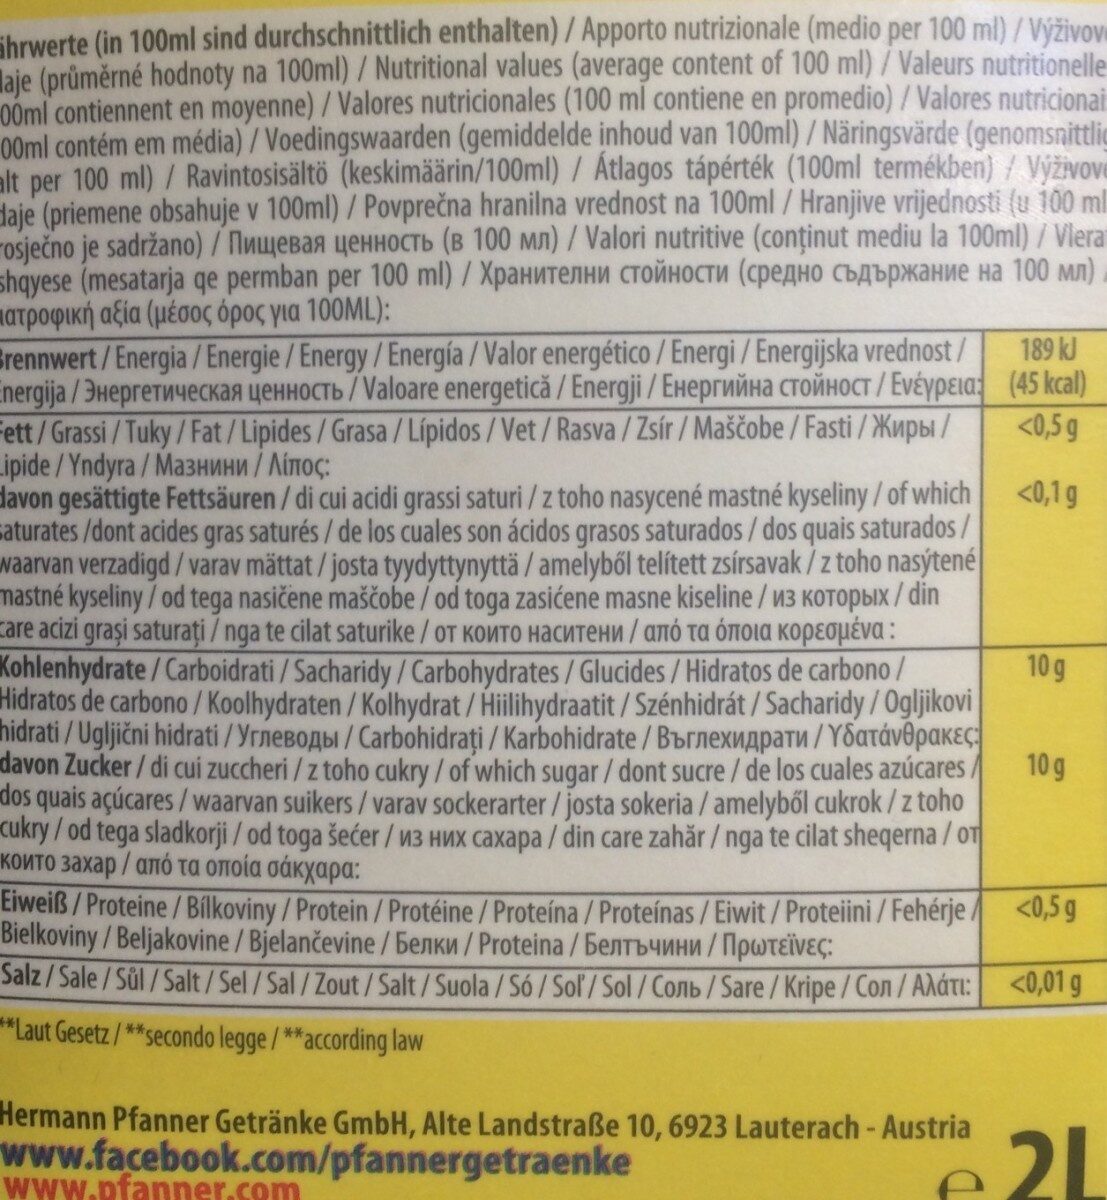 ährwerte (in 100ml sind durchschnittlich enthalten) / Apporto nutrizionale (medio per 100 ml) / Výživov
daje (průměrné hodnoty na 100ml) / Nutritional values (average content of 100 ml) / Valeurs nutritionelle
00ml contiennent en moyenne) / Valores nutricionales (100 ml contiene en promedio) / Valores nutricionai
00ml contém em média) / Voedingswaarden (gemiddelde inhoud van 100ml) / Näringsvärde (genomsnittlig
alt per 100 ml) / Ravintosisältö (keskimäärin/100ml) / Átlagos tápérték (100ml termékben) / Výživov
daje (priemene obsahuje v 100ml) / Povprečna hranilna vrednost na 100ml / Hranjive vrijednosti (u 100 ml
rosječno je sadržano) / Пищевая ценность (в 100 мл) / Valori nutritive (conținut mediu la 100ml) / Vlera
shqyese (mesatarja qe permban per 100 ml) / Хранителни стойности (средно съдържание на 100 мл) /
ιατροφική αξία (μέσος όρος για 100ML):
Brennwert / Energia / Energie / Energy / Energía / Valor energético / Energi / Energijska vrednost / 189 kJ
Energija / Энергетическая ценность / Valoare energetică / Energji / Енергийна стойност / Ενέγρεια: (45 kcal)
Fett / Grassi / Tuky / Fat / Lipides / Grasa / Lípidos / Vet / Rasva / Zsír / Maščobe / Fasti / Жиры / <0,5 g
Lipide / Yndyra / Мазнини / Λίπος:
davon gesättigte Fettsäuren / di cui acidi grassi saturi / z toho nasycené mastné kyseliny / of which <0,1 g
saturates /dont acides gras saturés / de los cuales son ácidos grasos saturados / dos quais saturados /
waarvan verzadigd / varav mättat / josta tyydyttynyttä / amelyből telített zsírsavak / z toho nasýtené
mastné kyseliny / od tega nasičene maščobe / od toga zasićene masne kiseline / из которых / din
care acizi grași saturați / nga te cilat saturike / от които наситени / από τα όποια κορεσμένα :
Kohlenhydrate / Carboidrati / Sacharidy / Carbohydrates / Glucides / Hidratos de carbono / 10 g
Hidratos de carbono / Koolhydraten / Kolhydrat / Hiilihydraatit / Szénhidrát / Sacharidy / Ogljikovi
hidrati / Ugljični hidrati / Углеводы / Carbohidrați / Karbohidrate / Въглехидрати / Υδατάνθρακες:
davon Zucker / di cui zuccheri / z toho cukry / of which sugar / dont sucre / de los cuales azúcares / 10 g
dos quais açúcares / waarvan suikers / varav sockerarter / josta sokeria / amelyből cukrok / z toho
cukry / od tega sladkorji / od toga šećer / из них сахара / din care zahăr / nga te cilat sheqerna / от
които захар / από τα οποία σάκχαρα:
Eiweiß / Proteine / Bílkoviny / Protein / Protéine / Proteína / Proteínas / Eiwit / Proteiini / Fehérje / <0,5 g
Bielkoviny / Beljakovine / Bjelančevine / Белки / Proteina / Белтъчини / Πρωτεϊνες:
Salz / Sale / Sůl / Salt / Sel / Sal / Zout / Salt / Suola / Só / Soľ / Sol / Соль / Sare / Kripe / Сол / Αλάτι: <0,01 g
**Laut Gesetz / **secondo legge / **according law
Hermann Pfanner Getränke GmbH, Alte Landstraße 10, 6923 Lauterach - Austria
www.facebook.com/pfannergetraenke
www.pfanner.com
℮ 2L